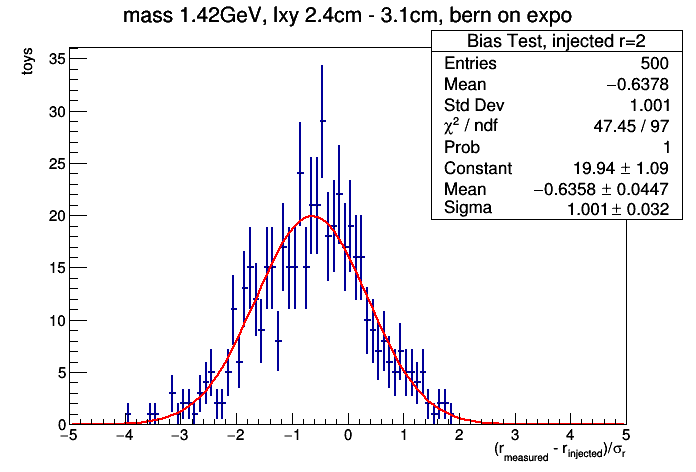 mass 1.42GeV, lxy 2.4cm - 3.1cm, bern on expo
Bias Test, injected r=2
Entries 500
Mean −0.6378
Std Dev 1.001
χ² / ndf 47.45 / 97
Prob 1
Constant 19.94 ± 1.09
Mean −0.6358 ± 0.0447
Sigma 1.001 ± 0.032
toys
35
30
25
20
15
10
5
0
−5 −4 −3 −2 −1 0 1 2 3 4 5
(r_measured - r_injected)/σ_r